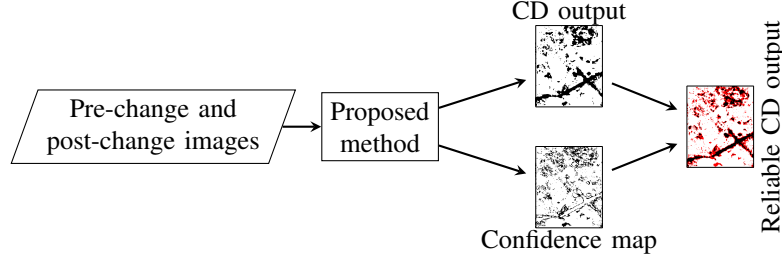 Pre-change and
post-change images
Proposed
method
CD output
Confidence map
Reliable CD output